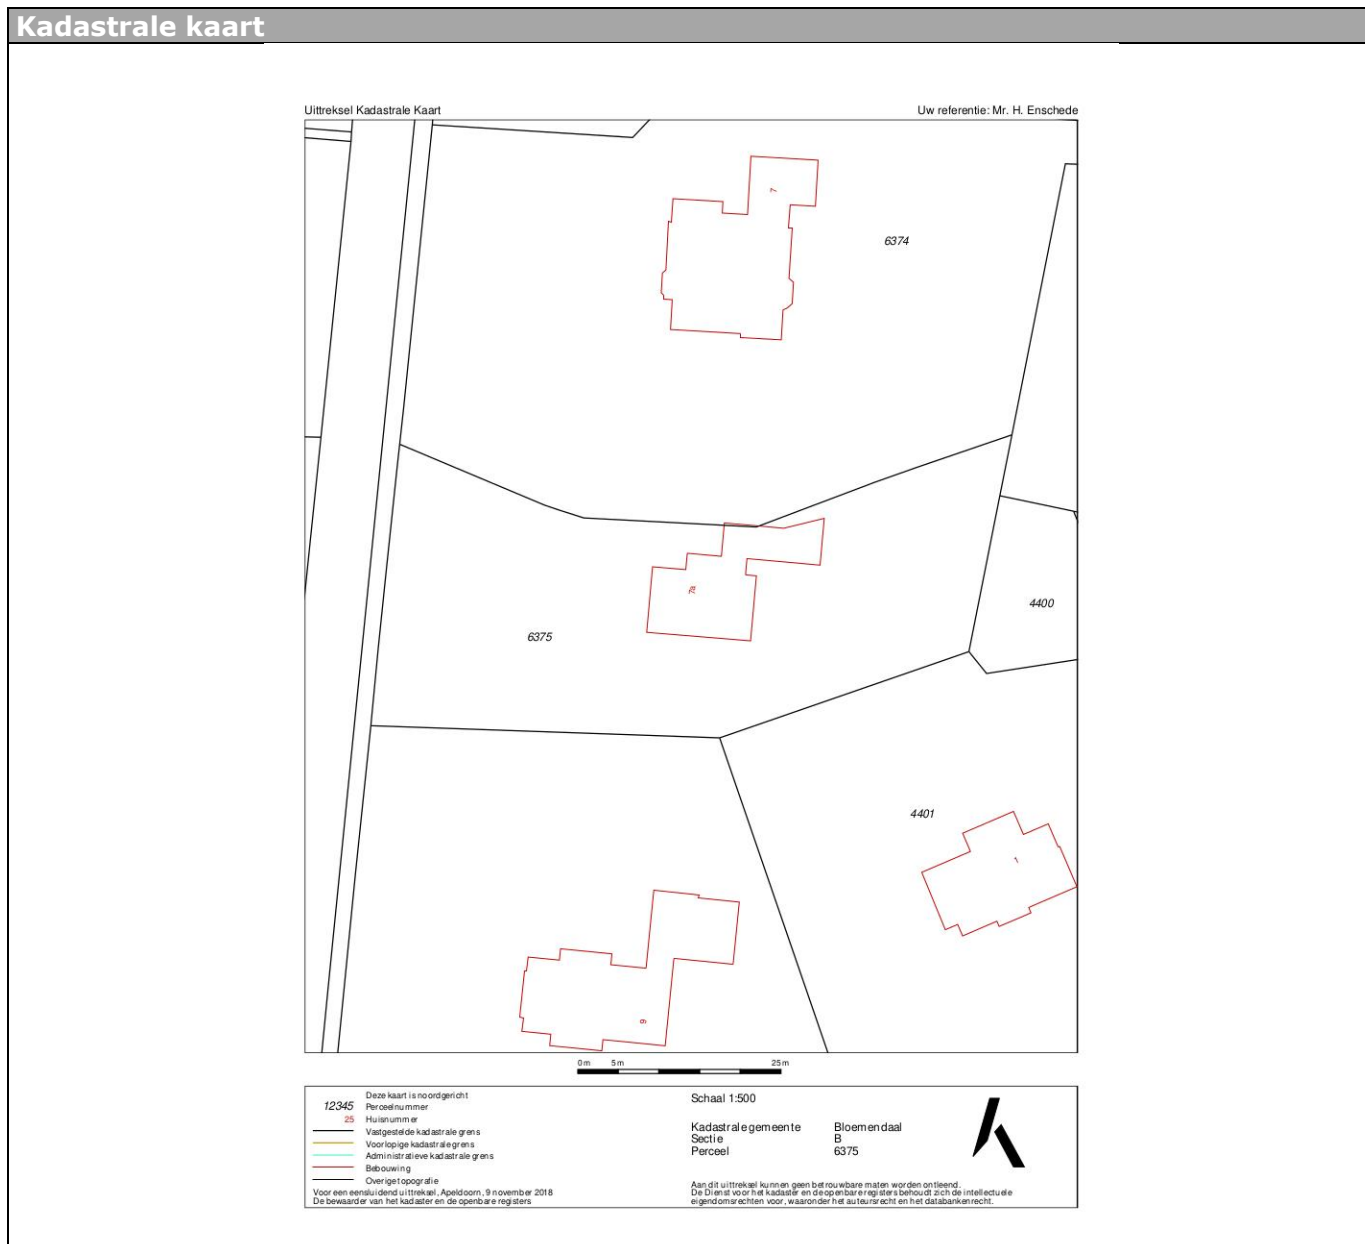 Kadastrale kaart
Uittreksel Kadastrale Kaart
Uw referentie: Mr. H. Enschede
7
6374
7a
4400
6375
4401
1
9
0 m 5 m 25 m
Deze kaart is noordgericht
12345 Perceelnummer
25 Huisnummer
Vastgestelde kadastrale grens
Voorlopige kadastrale grens
Administratieve kadastrale grens
Bebouwing
Overige topografie
Voor een eensluidend uittreksel, Apeldoorn, 9 november 2018
De bewaarder van het kadaster en de openbare registers
Schaal 1:500
Kadastrale gemeente Bloemendaal
Sectie B
Perceel 6375
Aan dit uittreksel kunnen geen betrouwbare maten worden ontleend.
De Dienst voor het kadaster en de openbare registers behoudt zich de intellectuele
eigendomsrechten voor, waaronder het auteursrecht en het databankenrecht.